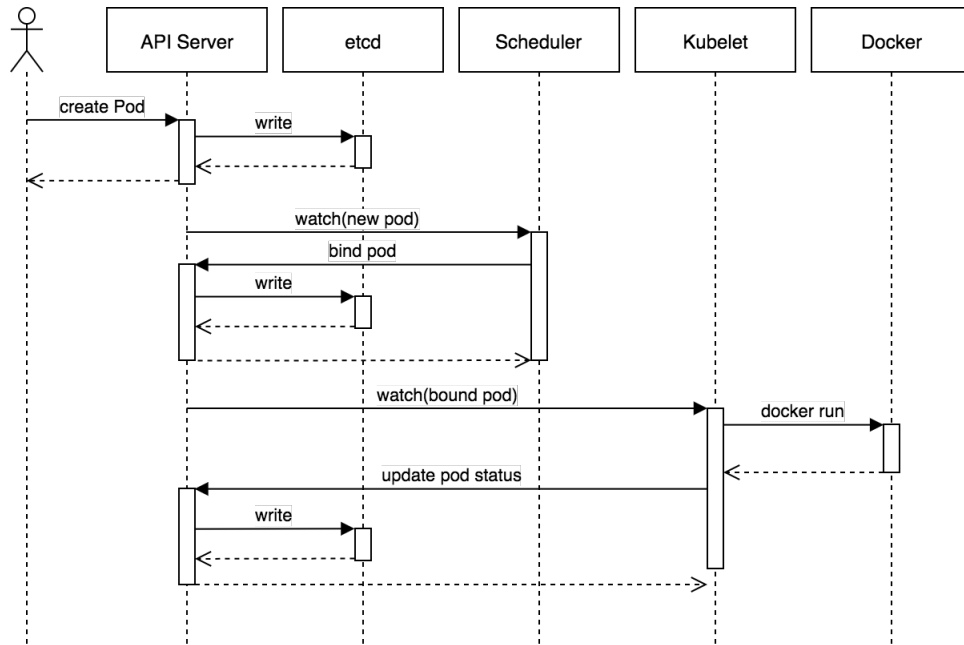 API Server
etcd
Scheduler
Kubelet
Docker
create Pod
write
watch(new pod)
bind pod
write
watch(bound pod)
docker run
update pod status
write